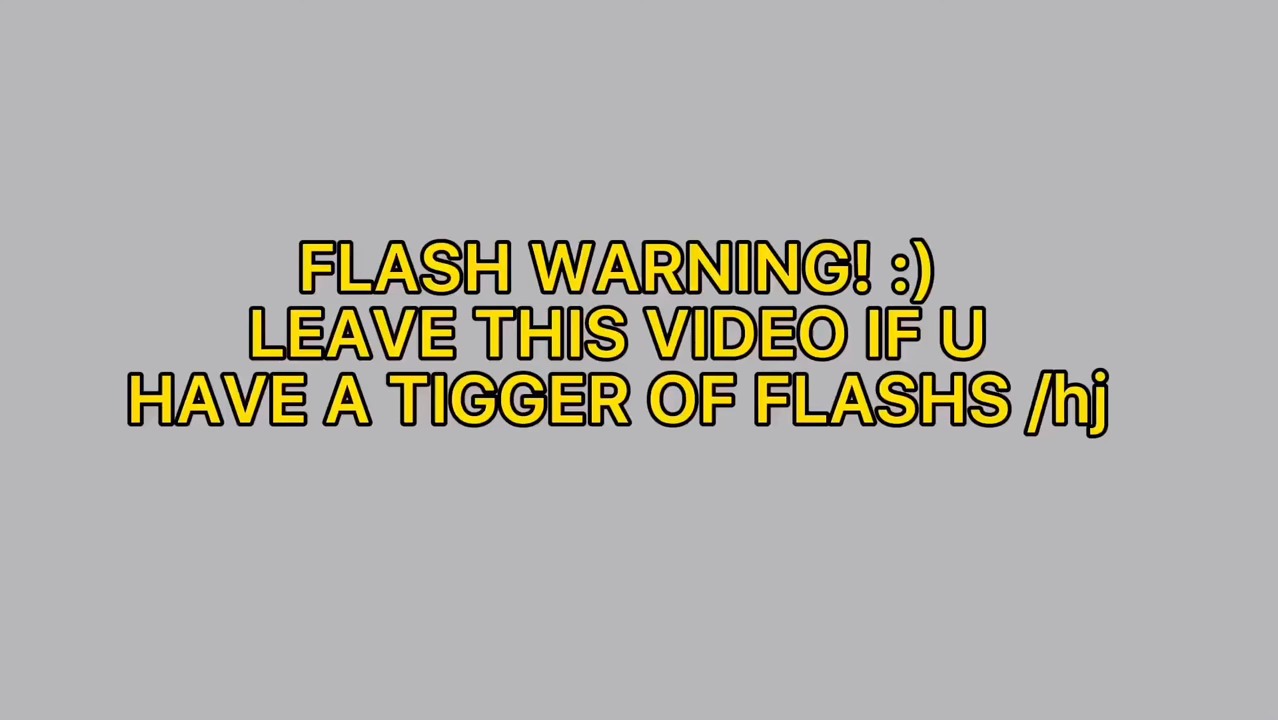 FLASH WARNING! :)
LEAVE THIS VIDEO IF U
HAVE A TIGGER OF FLASHS /hj